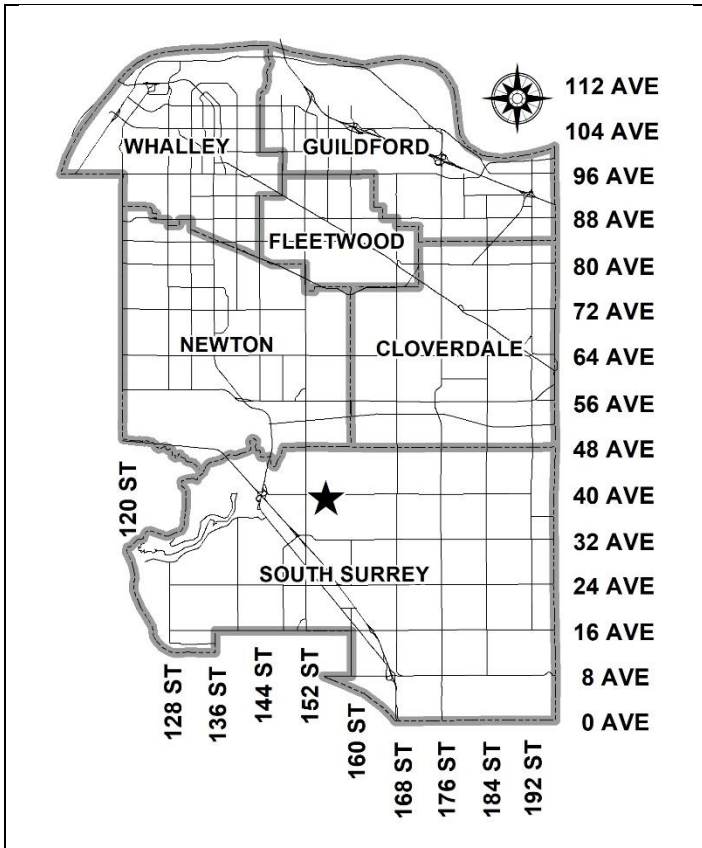 112 AVE
104 AVE
WHALLEY
GUILDFORD
96 AVE
88 AVE
FLEETWOOD
80 AVE
72 AVE
NEWTON
CLOVERDALE
64 AVE
56 AVE
48 AVE
120 ST
40 AVE
32 AVE
SOUTH SURREY
24 AVE
16 AVE
8 AVE
0 AVE
128 ST
136 ST
144 ST
152 ST
160 ST
168 ST
176 ST
184 ST
192 ST